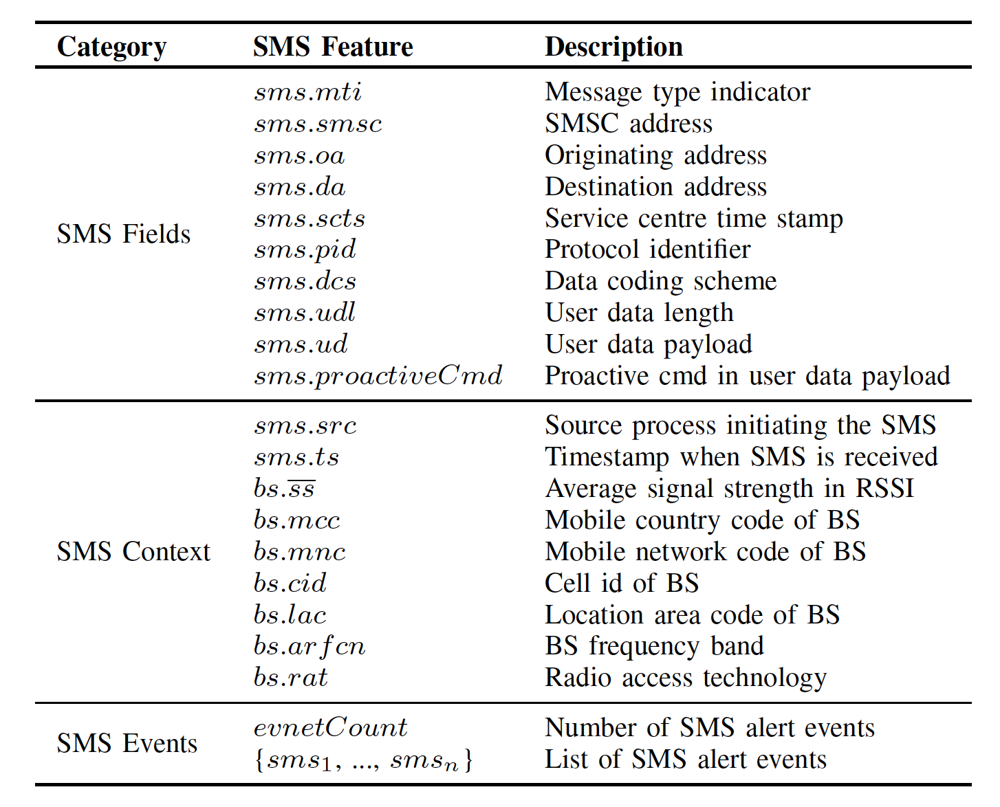 Category SMS Feature Description
sms.mti Message type indicator
sms.smsc SMSC address
sms.oa Originating address
sms.da Destination address
sms.scts Service centre time stamp
SMS Fields
sms.pid Protocol identifier
sms.dcs Data coding scheme
sms.udl User data length
sms.ud User data payload
sms.proactiveCmd Proactive cmd in user data payload
sms.src Source process initiating the SMS
sms.ts Timestamp when SMS is received
bs.s̅s̅ Average signal strength in RSSI
bs.mcc Mobile country code of BS
SMS Context bs.mnc Mobile network code of BS
bs.cid Cell id of BS
bs.lac Location area code of BS
bs.arfcn BS frequency band
bs.rat Radio access technology
evnetCount Number of SMS alert events
SMS Events
{sms₁, ..., smsₙ} List of SMS alert events